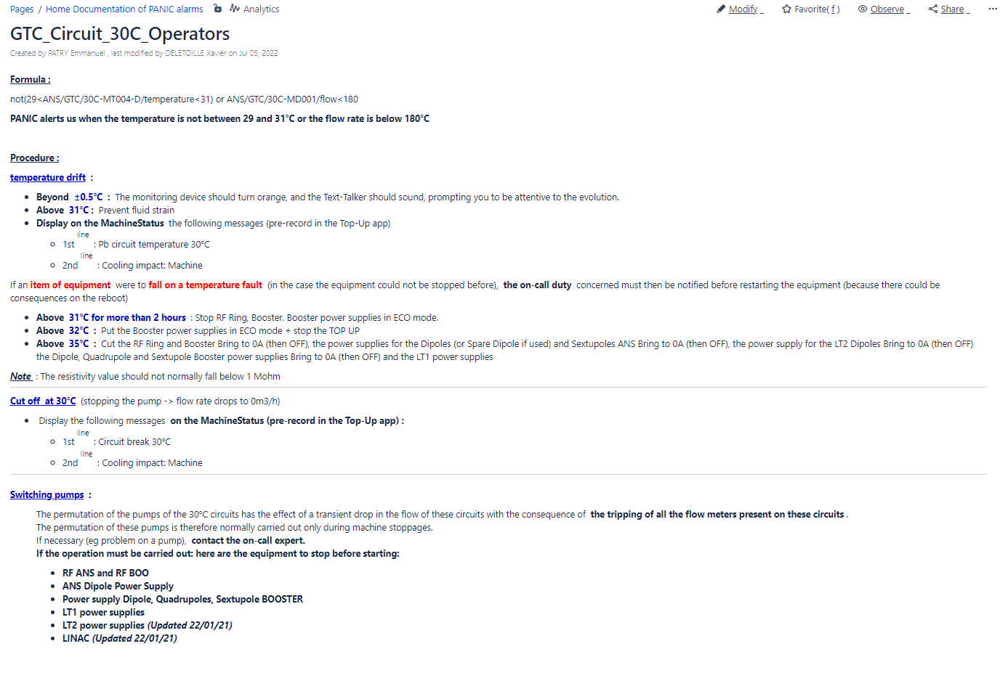 Pages / Home Documentation of PANIC alarms Analytics Modify _ Favorite( f ) Observe _ Share _ ···
GTC_Circuit_30C_Operators
Created by PATRY Emmanuel , last modified by DELETOILLE Xavier on Jul 05, 2022
Formula :
not(29<ANS/GTC/30C-MT004-D/temperature<31) or ANS/GTC/30C-MD001/flow<180
PANIC alerts us when the temperature is not between 29 and 31°C or the flow rate is below 180°C
Procedure :
temperature drift :
• Beyond ±0.5°C : The monitoring device should turn orange, and the Text-Talker should sound, prompting you to be attentive to the evolution.
• Above 31°C : Prevent fluid strain
• Display on the MachineStatus the following messages (pre-record in the Top-Up app)
○ 1st line : Pb circuit temperature 30°C
○ 2nd line : Cooling impact: Machine
If an item of equipment were to fall on a temperature fault (in the case the equipment could not be stopped before), the on-call duty concerned must then be notified before restarting the equipment (because there could be
consequences on the reboot)
• Above 31°C for more than 2 hours : Stop RF Ring, Booster. Booster power supplies in ECO mode.
• Above 32°C : Put the Booster power supplies in ECO mode + stop the TOP UP
• Above 35°C : Cut the RF Ring and Booster Bring to 0A (then OFF), the power supplies for the Dipoles (or Spare Dipole if used) and Sextupoles ANS Bring to 0A (then OFF), the power supply for the LT2 Dipoles Bring to 0A (then OFF)
the Dipole, Quadrupole and Sextupole Booster power supplies Bring to 0A (then OFF) and the LT1 power supplies
Note : The resistivity value should not normally fall below 1 Mohm
Cut off at 30°C (stopping the pump -> flow rate drops to 0m3/h)
• Display the following messages on the MachineStatus (pre-record in the Top-Up app) :
○ 1st line : Circuit break 30°C
○ 2nd line : Cooling impact: Machine
Switching pumps :
The permutation of the pumps of the 30°C circuits has the effect of a transient drop in the flow of these circuits with the consequence of the tripping of all the flow meters present on these circuits .
The permutation of these pumps is therefore normally carried out only during machine stoppages.
If necessary (eg problem on a pump), contact the on-call expert.
If the operation must be carried out: here are the equipment to stop before starting:
• RF ANS and RF BOO
• ANS Dipole Power Supply
• Power supply Dipole, Quadrupoles, Sextupole BOOSTER
• LT1 power supplies
• LT2 power supplies (Updated 22/01/21)
• LINAC (Updated 22/01/21)